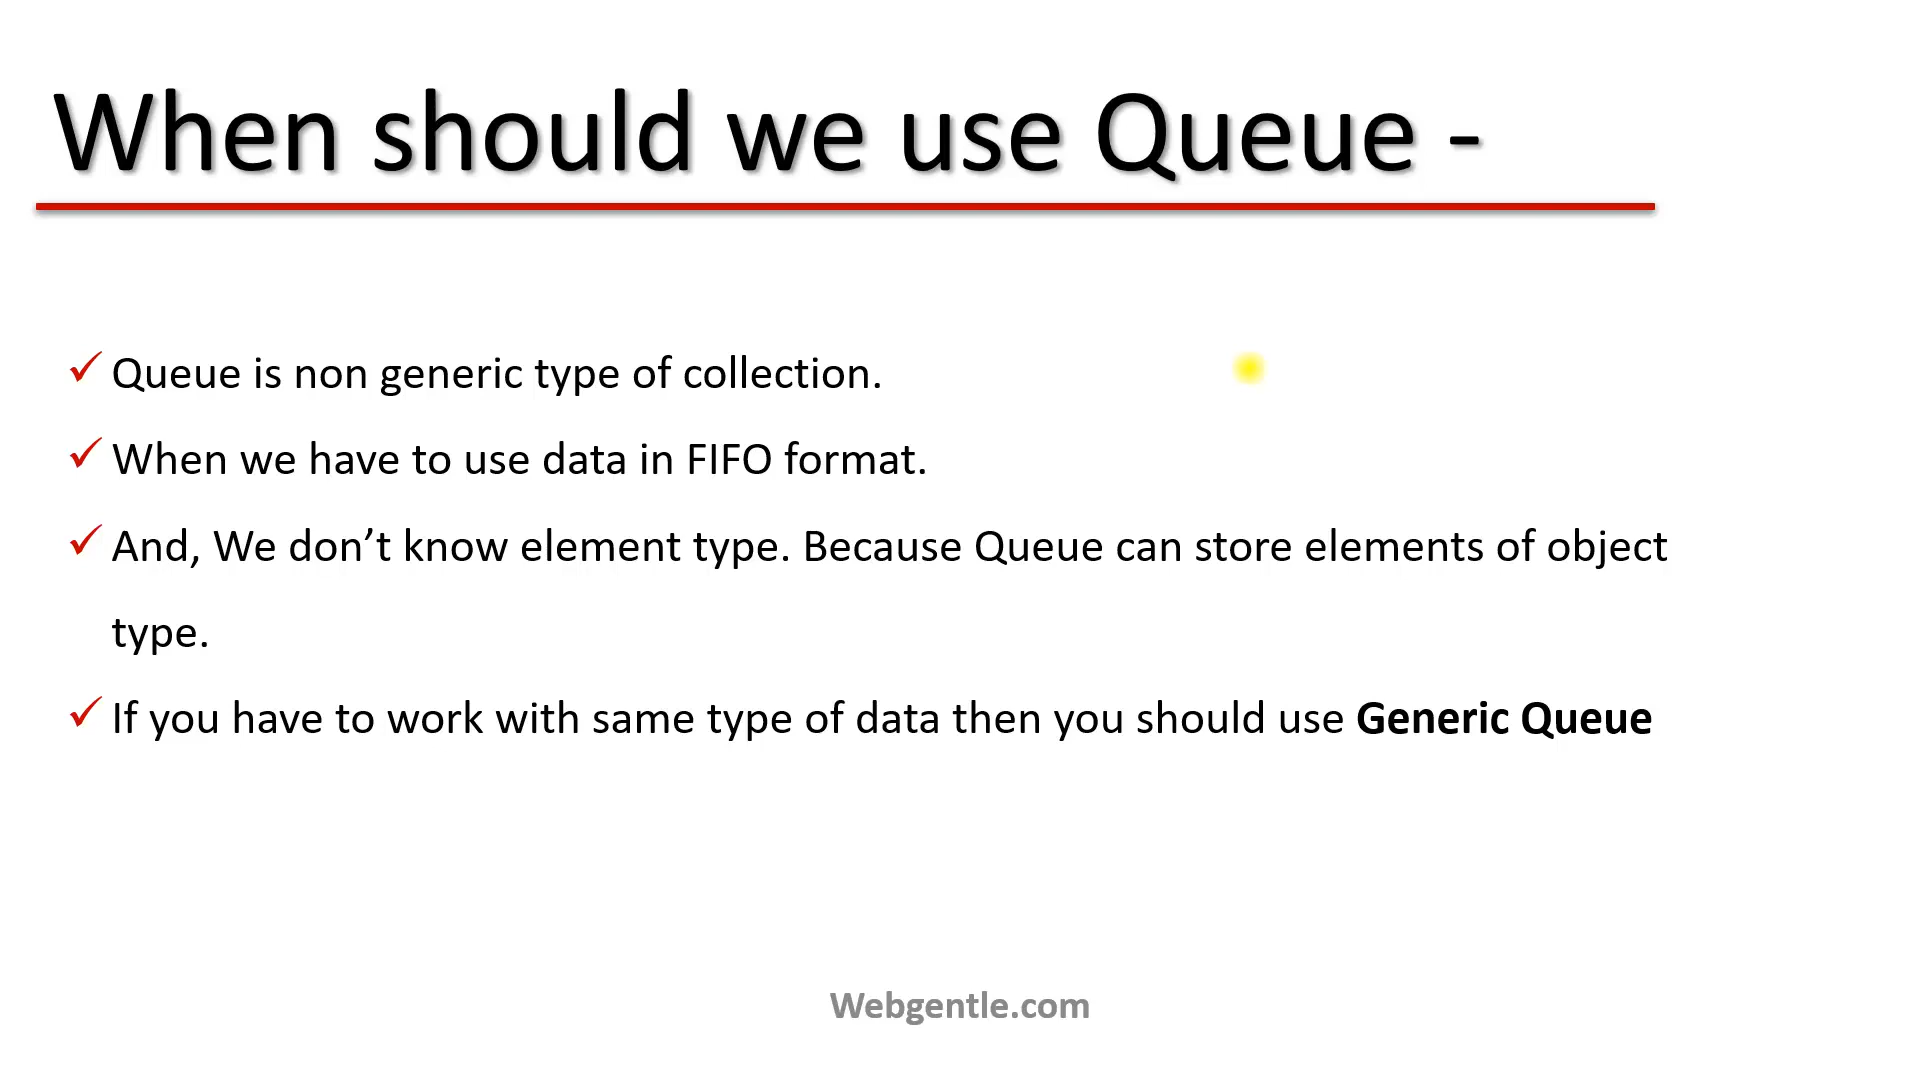 When should we use Queue -
Queue is non generic type of collection.
When we have to use data in FIFO format.
And, We don’t know element type. Because Queue can store elements of object
type.
If you have to work with same type of data then you should use Generic Queue
Webgentle.com